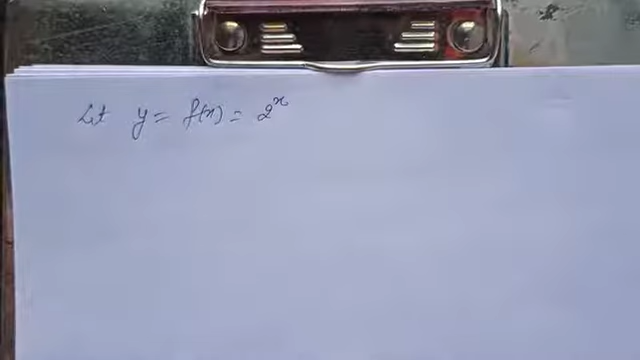 Let y = f(x) = 2^x